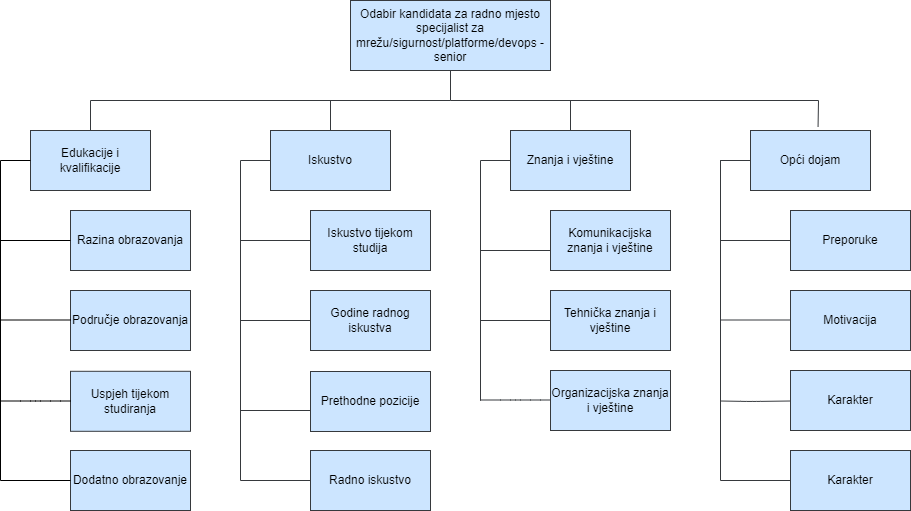 Odabir kandidata za radno mjesto
specijalist za
mrežu/sigurnost/platforme/devops -
senior
Edukacije i
kvalifikacije
Razina obrazovanja
Područje obrazovanja
Uspjeh tijekom
studiranja
Dodatno obrazovanje
Iskustvo
Iskustvo tijekom
studija
Godine radnog
iskustva
Prethodne pozicije
Radno iskustvo
Znanja i vještine
Komunikacijska
znanja i vještine
Tehnička znanja i
vještine
Organizacijska znanja
i vještine
Opći dojam
Preporuke
Motivacija
Karakter
Karakter